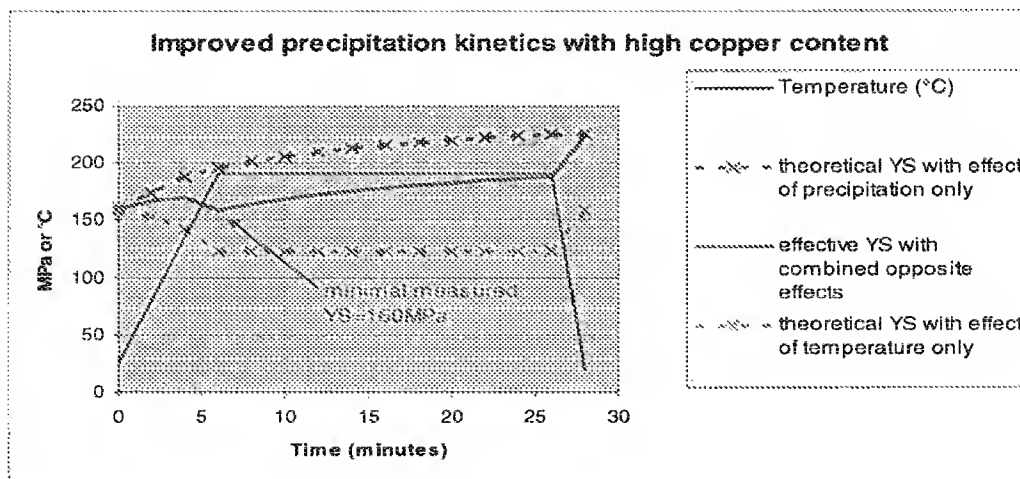 Improved precipitation kinetics with high copper content
250
200
150
100
50
0
MPa or °C
0 5 10 15 20 25 30
Time (minutes)
minimal measured
YS=160MPa
Temperature (°C)
theoretical YS with effect
of precipitation only
effective YS with
combined opposite
effects
theoretical YS with effect
of temperature only